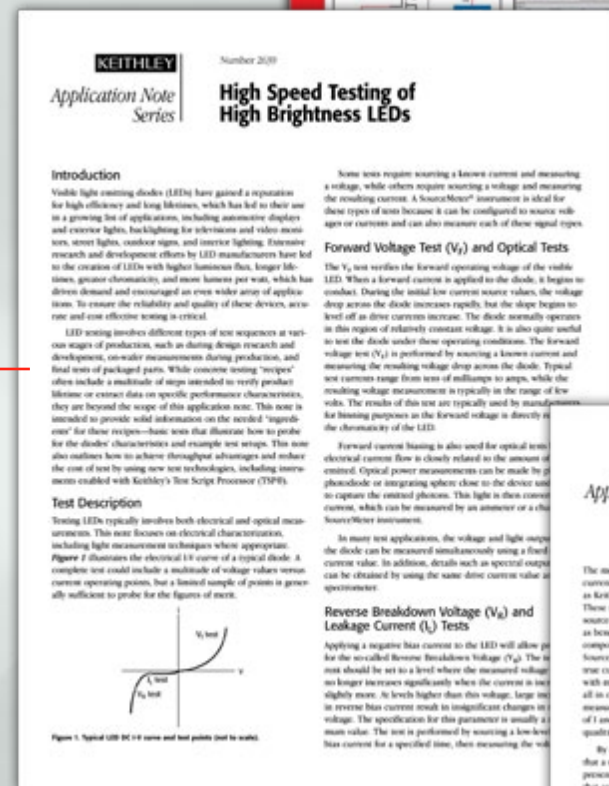 KEITHLEY
Application Note
Series
Number 2639
High Speed Testing of
High Brightness LEDs
Introduction
Visible light emitting diodes (LEDs) have gained a reputation
for high efficiency and long lifetimes, which has led to their use
in a growing list of applications, including automotive displays
and exterior lights, backlighting for televisions and video moni-
tors, street lights, outdoor signs, and interior lighting. Extensive
research and development efforts by LED manufacturers have led
to the creation of LEDs with higher luminous flux, longer life-
times, greater chromaticity, and more lumens per watt, which has
driven demand and encouraged an even wider array of applica-
tions. To ensure the reliability and quality of these devices, accu-
rate and cost effective testing is critical.
LED testing involves different types of test sequences at vari-
ous stages of production, such as during design research and
development, on-wafer measurements during production, and
final tests of packaged parts. While concrete testing "recipes"
often include a multitude of steps intended to verify product
lifetime or extract data on specific performance characteristics,
they are beyond the scope of this application note. This note is
intended to provide solid information on the needed "ingredi-
ents" for these recipes—basic tests that illustrate how to probe
for the diodes' characteristics and example test setups. This note
also outlines how to achieve throughput advantages and reduce
the cost of test by using new test technologies, including instru-
ments enabled with Keithley's Test Script Processor (TSP®).
Test Description
Testing LEDs typically involves both electrical and optical meas-
urements. This note focuses on electrical characterization,
including light measurement techniques where appropriate.
Figure 1 illustrates the electrical I-V curve of a typical diode. A
complete test could include a multitude of voltage values versus
current operating points, but a limited sample of points is gener-
ally sufficient to probe for the figures of merit.
I
VF test
V
IL test
VR test
Figure 1. Typical LED DC I-V curve and test points (not to scale).
Some tests require sourcing a known current and measuring
a voltage, while others require sourcing a voltage and measuring
the resulting current. A SourceMeter® instrument is ideal for
these types of tests because it can be configured to source volt-
ages or currents and can also measure each of these signal types.
Forward Voltage Test (VF) and Optical Tests
The VF test verifies the forward operating voltage of the visible
LED. When a forward current is applied to the diode, it begins to
conduct. During the initial low current source values, the voltage
drop across the diode increases rapidly, but the slope begins to
level off as drive currents increase. The diode normally operates
in this region of relatively constant voltage. It is also quite useful
to test the diode under these operating conditions. The forward
voltage test (VF) is performed by sourcing a known current and
measuring the resulting voltage drop across the diode. Typical
test currents range from tens of milliamps to amps, while the
resulting voltage measurement is typically in the range of few
volts. The results of this test are typically used by manufacturers
for binning purposes as the forward voltage is directly
the chromaticity of the LED.
Forward current biasing is also used for optical tests
electrical current flow is closely related to the amount of
emitted. Optical power measurements can be made by
photodiode or integrating sphere close to the device
to capture the emitted photons. This light is then
current, which can be measured by an ammeter or a
SourceMeter instrument.
In many test applications, the voltage and light
the diode can be measured simultaneously using a fixed
current value. In addition, details such as spectral output
can be obtained by using the same drive current value
spectrometer.
Reverse Breakdown Voltage (VR) and
Leakage Current (IL) Tests
Applying a negative bias current to the LED will allow
for the so-called Reverse Breakdown Voltage (VR). The
rent should be set to a level where the measured voltage
no longer increases significantly when the current is
slightly more. At levels higher than this voltage, large
in reverse bias current result in insignificant changes in
voltage. The specification for this parameter is usually a
mum value. The test is performed by sourcing a low-level
bias current for a specified time, then measuring the
App
The
current
as
These
source
as
Source
true
with
all in
of I
By
that a